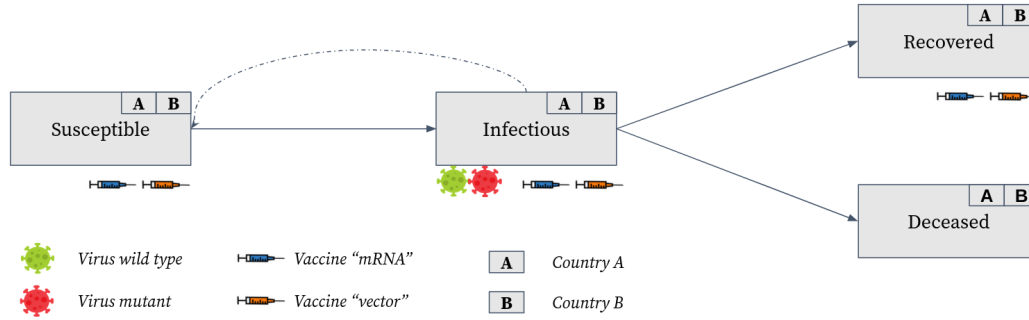 A B
Recovered
A B
Susceptible
A B
Infectious
A B
Deceased
Virus wild type
Vaccine “mRNA”
A
Country A
Virus mutant
Vaccine “vector”
B
Country B